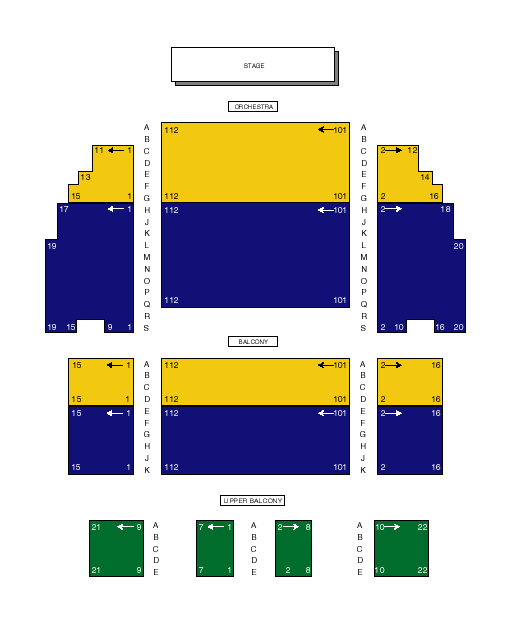 STAGE
ORCHESTRA
A 112 101 A
B B
11 1 C C 2 12
D D
13 E E 14
F F
15 1 G 112 101 G 2 16
17 1 H 112 101 H 2 18
J J
K K
19 L L 20
M M
N N
O O
P P
Q 112 101 Q
R R
19 15 9 1 S S 2 10 16 20
BALCONY
15 1 A 112 101 A 2 16
B B
C C
15 1 D 112 101 D 2 16
15 1 E 112 101 E 2 16
F F
G G
H H
J J
15 1 K 112 101 K 2 16
UPPER BALCONY
21 9 A 7 1 A 2 8 A 10 22
B B B
C C C
D D D
21 9 E 7 1 E 2 8 E 10 22